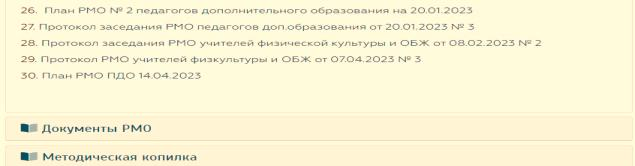 26. План РМО № 2 педагогов дополнительного образования на 20.01.2023
27. Протокол заседания РМО педагогов доп.образования от 20.01.2023 № 3
28. Протокол заседания РМО учителей физической культуры и ОБЖ от 08.02.2023 № 2
29. Протокол РМО учителей физкультуры и ОБЖ от 07.04.2023 № 3
30. План РМО ПДО 14.04.2023
Документы РМО
Методическая копилка